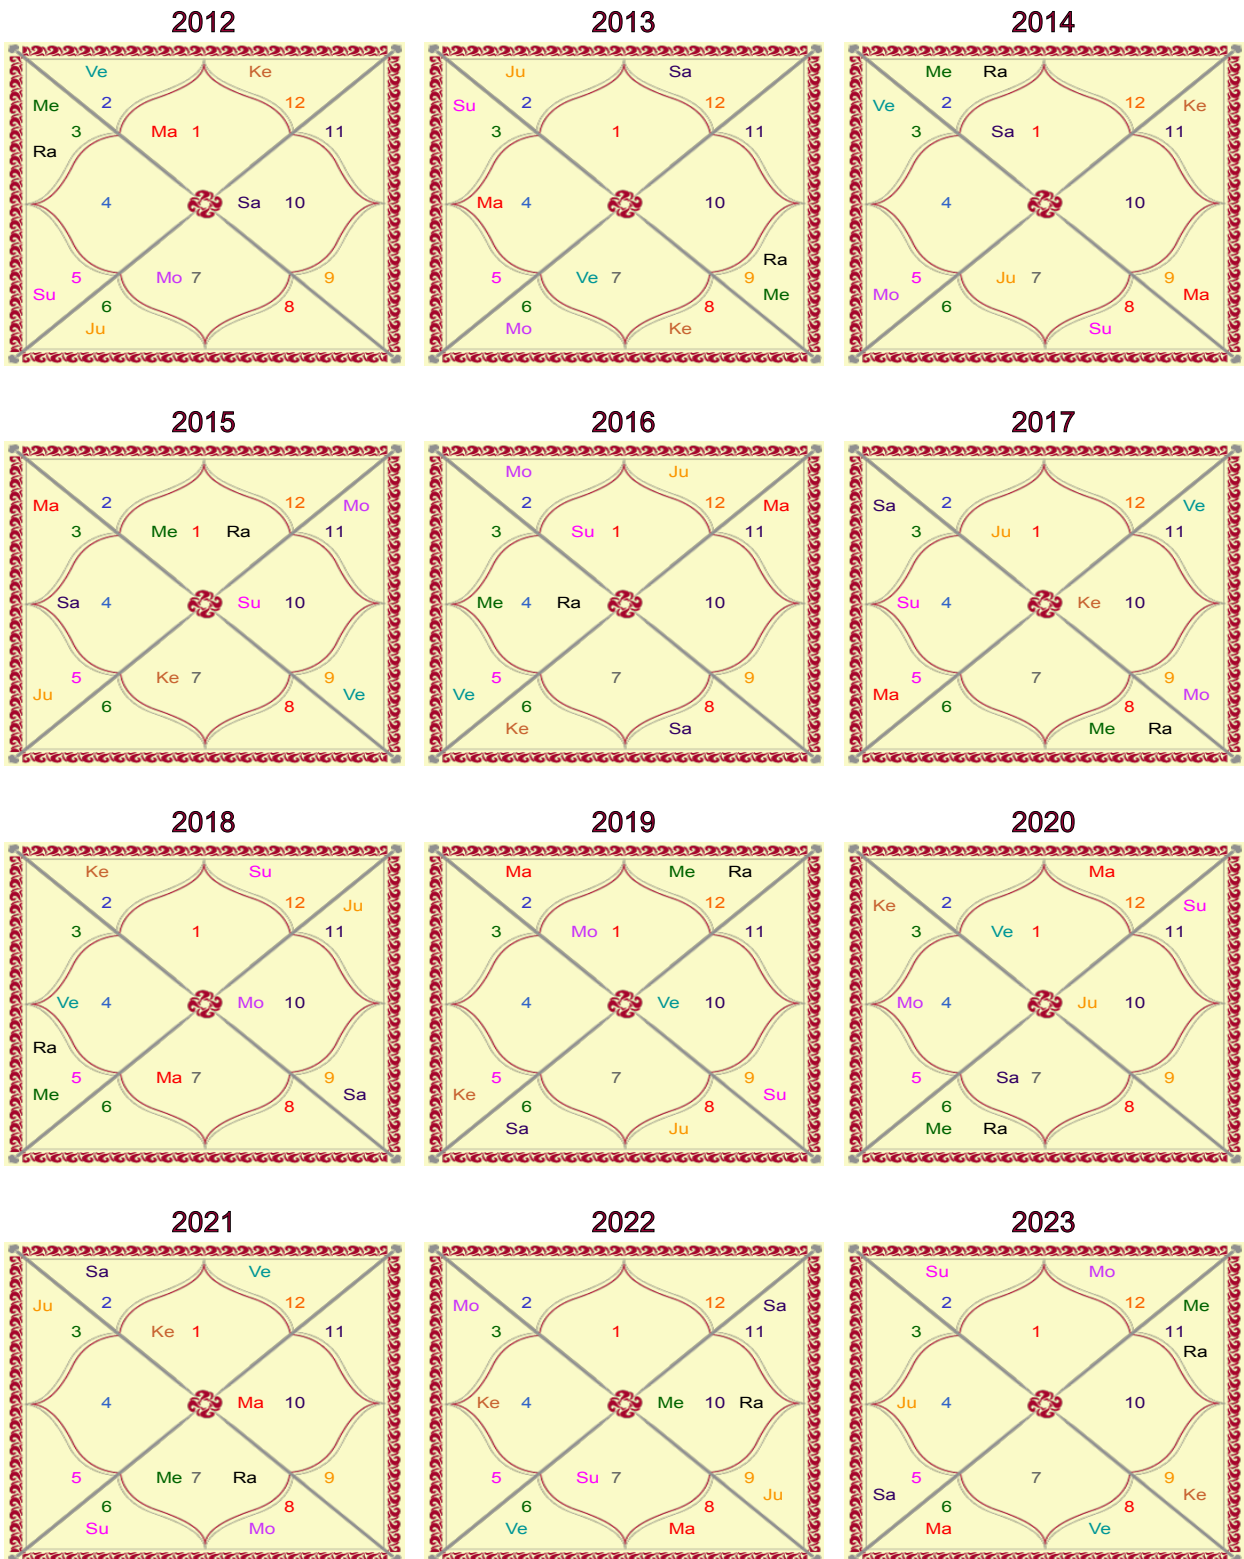 2012 2013 2014
Ve Ke Ju Sa Me Ra
Me 2 12 Su 2 12 Ve 2 12 Ke
3 Ma 1 11 3 1 11 3 Sa 1 11
Ra
4 Sa 10 Ma 4 10 4 10
Ra
5 Mo 7 9 5 Ve 7 9 5 Ju 7 9
Su 6 8 6 8 Me Mo 6 8 Ma
Ju Mo Ke Su
2015 2016 2017
Mo Ju
Ma 2 12 Mo 2 12 Ma Sa 2 12 Ve
3 Me 1 Ra 11 3 Su 1 11 3 Ju 1 11
Sa 4 Su 10 Me 4 Ra 10 Su 4 Ke 10
5 Ke 7 9 5 7 9 5 7 9
Ju 6 8 Ve Ve 6 8 Ma 6 8 Mo
Ke Sa Me Ra
2018 2019 2020
Ke Su Ma Me Ra Ma
2 12 Ju 2 12 Ke 2 12 Su
3 1 11 3 Mo 1 11 3 Ve 1 11
Ve 4 Mo 10 4 Ve 10 Mo 4 Ju 10
Ra
5 Ma 7 9 5 7 9 5 Sa 7 9
Me 6 8 Sa Ke 6 8 Su 6 8
Sa Ju Me Ra
2021 2022 2023
Sa Ve Su Mo
Ju 2 12 Mo 2 12 Sa 2 12 Me
3 Ke 1 11 3 1 11 3 1 11
Ra
4 Ma 10 Ke 4 Me 10 Ra Ju 4 10
5 Me 7 Ra 9 5 Su 7 9 5 7 9
6 8 6 8 Ju Sa 6 8 Ke
Su Mo Ve Ma Ma Ve